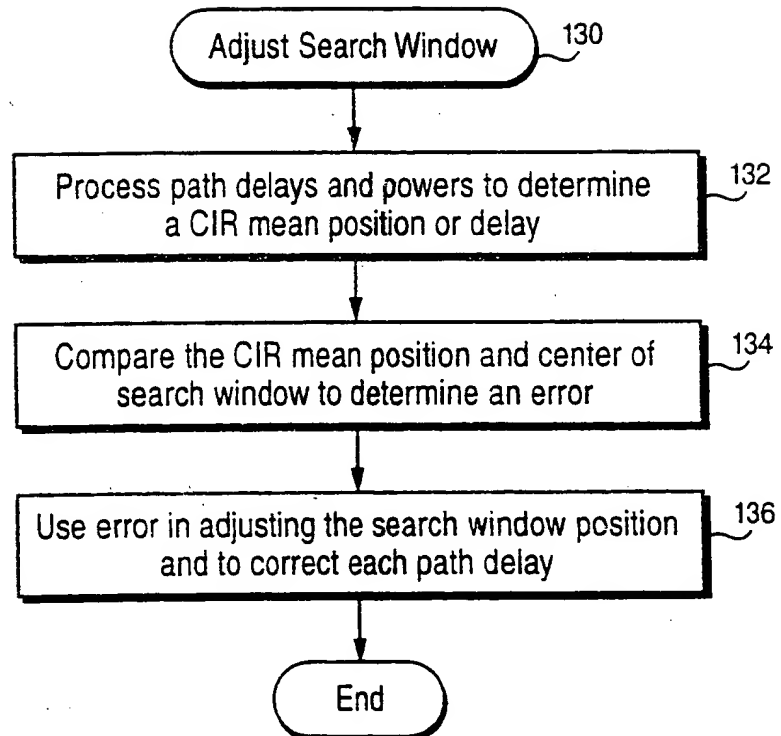 Adjust Search Window
130
Process path delays and powers to determine
a CIR mean position or delay
132
Compare the CIR mean position and center of
search window to determine an error
134
Use error in adjusting the search window position
and to correct each path delay
136
End